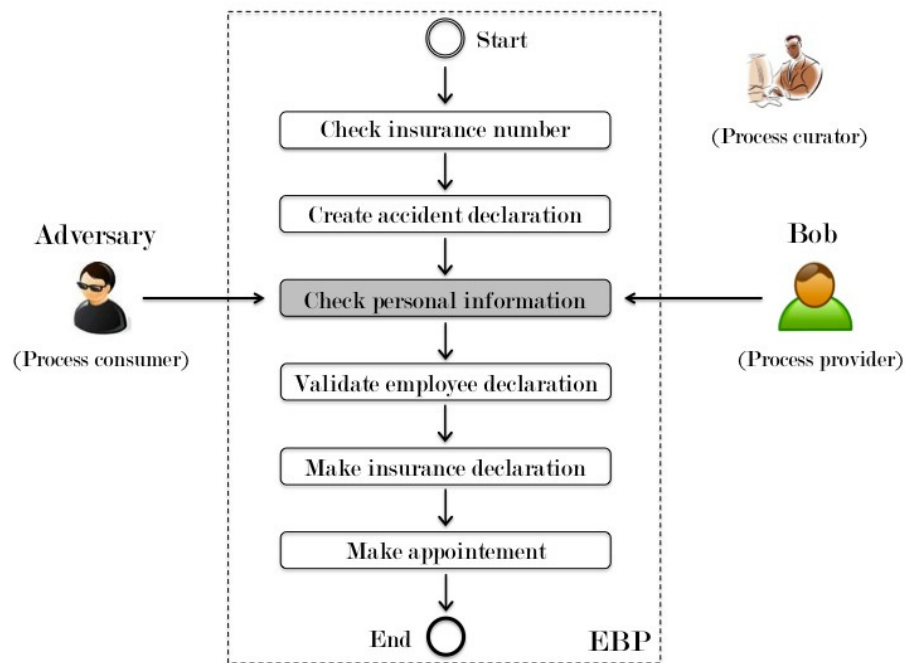 Start
Check insurance number
(Process curator)
Create accident declaration
Adversary
Bob
Check personal information
(Process consumer)
(Process provider)
Validate employee declaration
Make insurance declaration
Make appointement
End
EBP